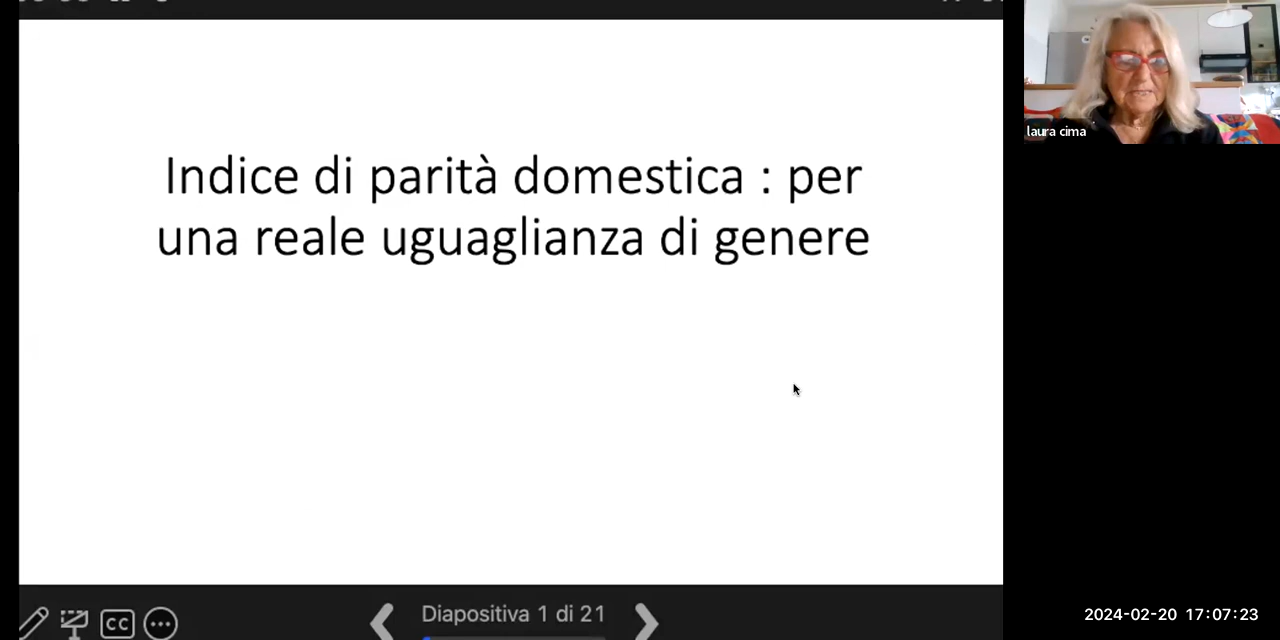 Indice di parità domestica : per
una reale uguaglianza di genere
laura cima
CC
Diapositiva 1 di 21
2024-02-20 17:07:23